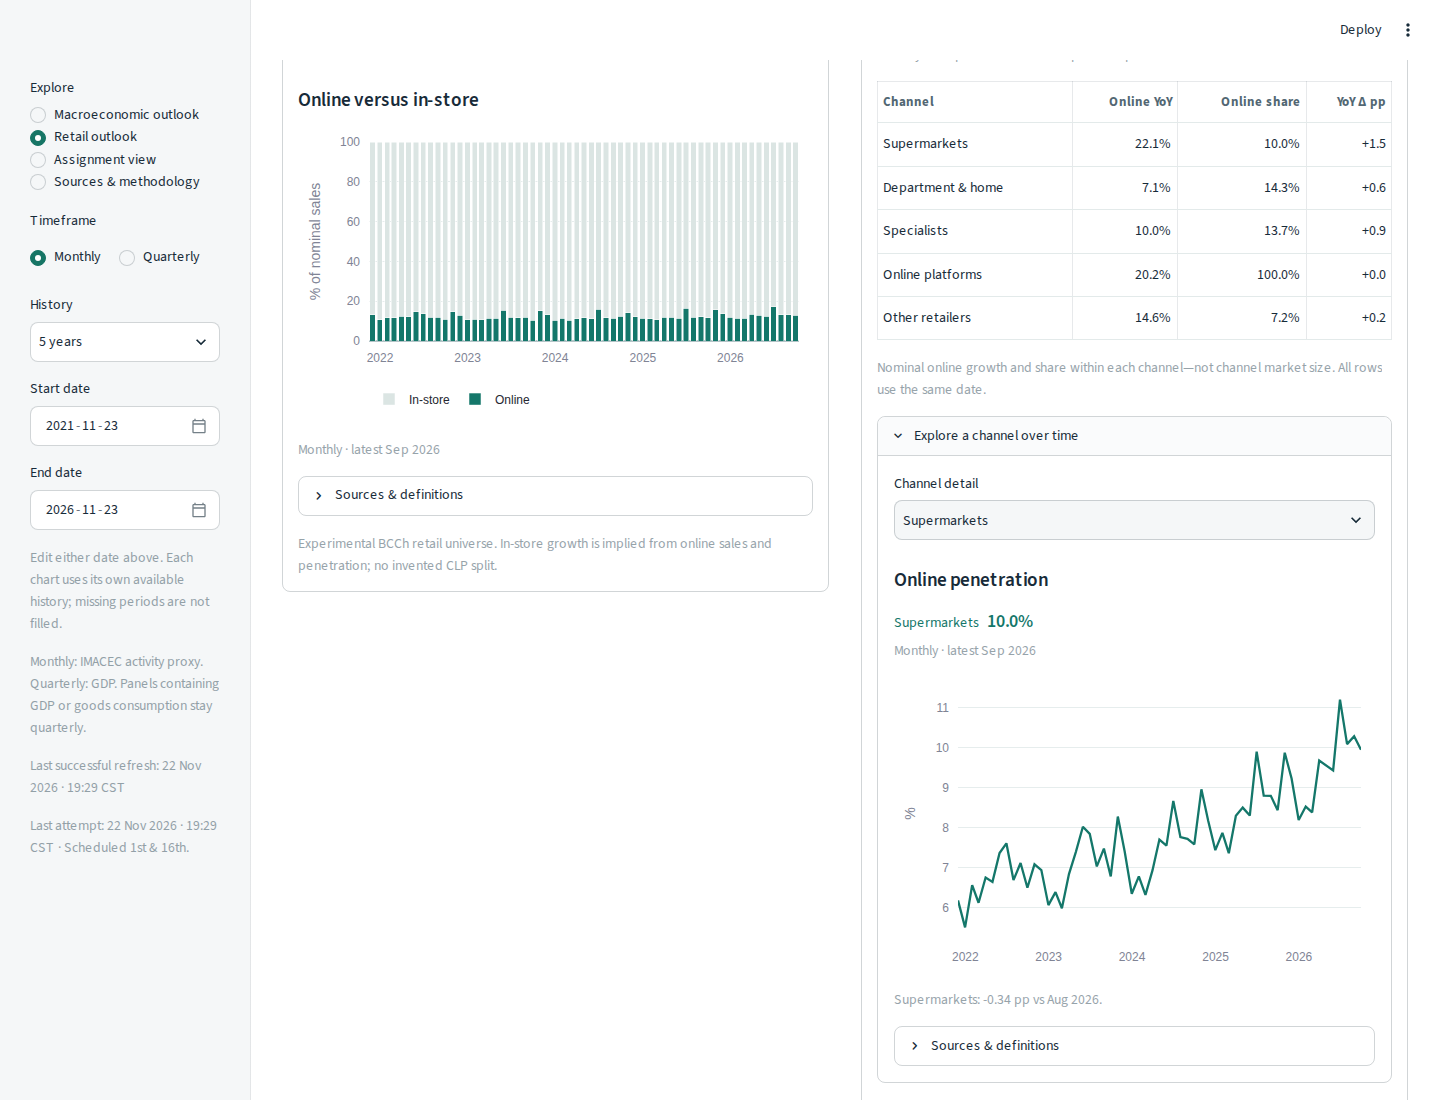 Deploy
Explore
Macroeconomic outlook
Retail outlook
Assignment view
Sources & methodology
Timeframe
Monthly
Quarterly
History
5 years
Start date
2021-11-23
End date
2026-11-23
Edit either date above. Each
chart uses its own available
history; missing periods are not
filled.
Monthly: IMACEC activity proxy.
Quarterly: GDP. Panels containing
GDP or goods consumption stay
quarterly.
Last successful refresh: 22 Nov
2026 · 19:29 CST
Last attempt: 22 Nov 2026 · 19:29
CST · Scheduled 1st & 16th.
Online versus in-store
% of nominal sales
100
80
60
40
20
0
2022 2023 2024 2025 2026
In-store Online
Monthly · latest Sep 2026
Sources & definitions
Experimental BCCh retail universe. In-store growth is implied from online sales and
penetration; no invented CLP split.
Channel Online YoY Online share YoY Δ pp
Supermarkets 22.1% 10.0% +1.5
Department & home 7.1% 14.3% +0.6
Specialists 10.0% 13.7% +0.9
Online platforms 20.2% 100.0% +0.0
Other retailers 14.6% 7.2% +0.2
Nominal online growth and share within each channel—not channel market size. All rows
use the same date.
Explore a channel over time
Channel detail
Supermarkets
Online penetration
Supermarkets 10.0%
Monthly · latest Sep 2026
%
11
10
9
8
7
6
2022 2023 2024 2025 2026
Supermarkets: -0.34 pp vs Aug 2026.
Sources & definitions